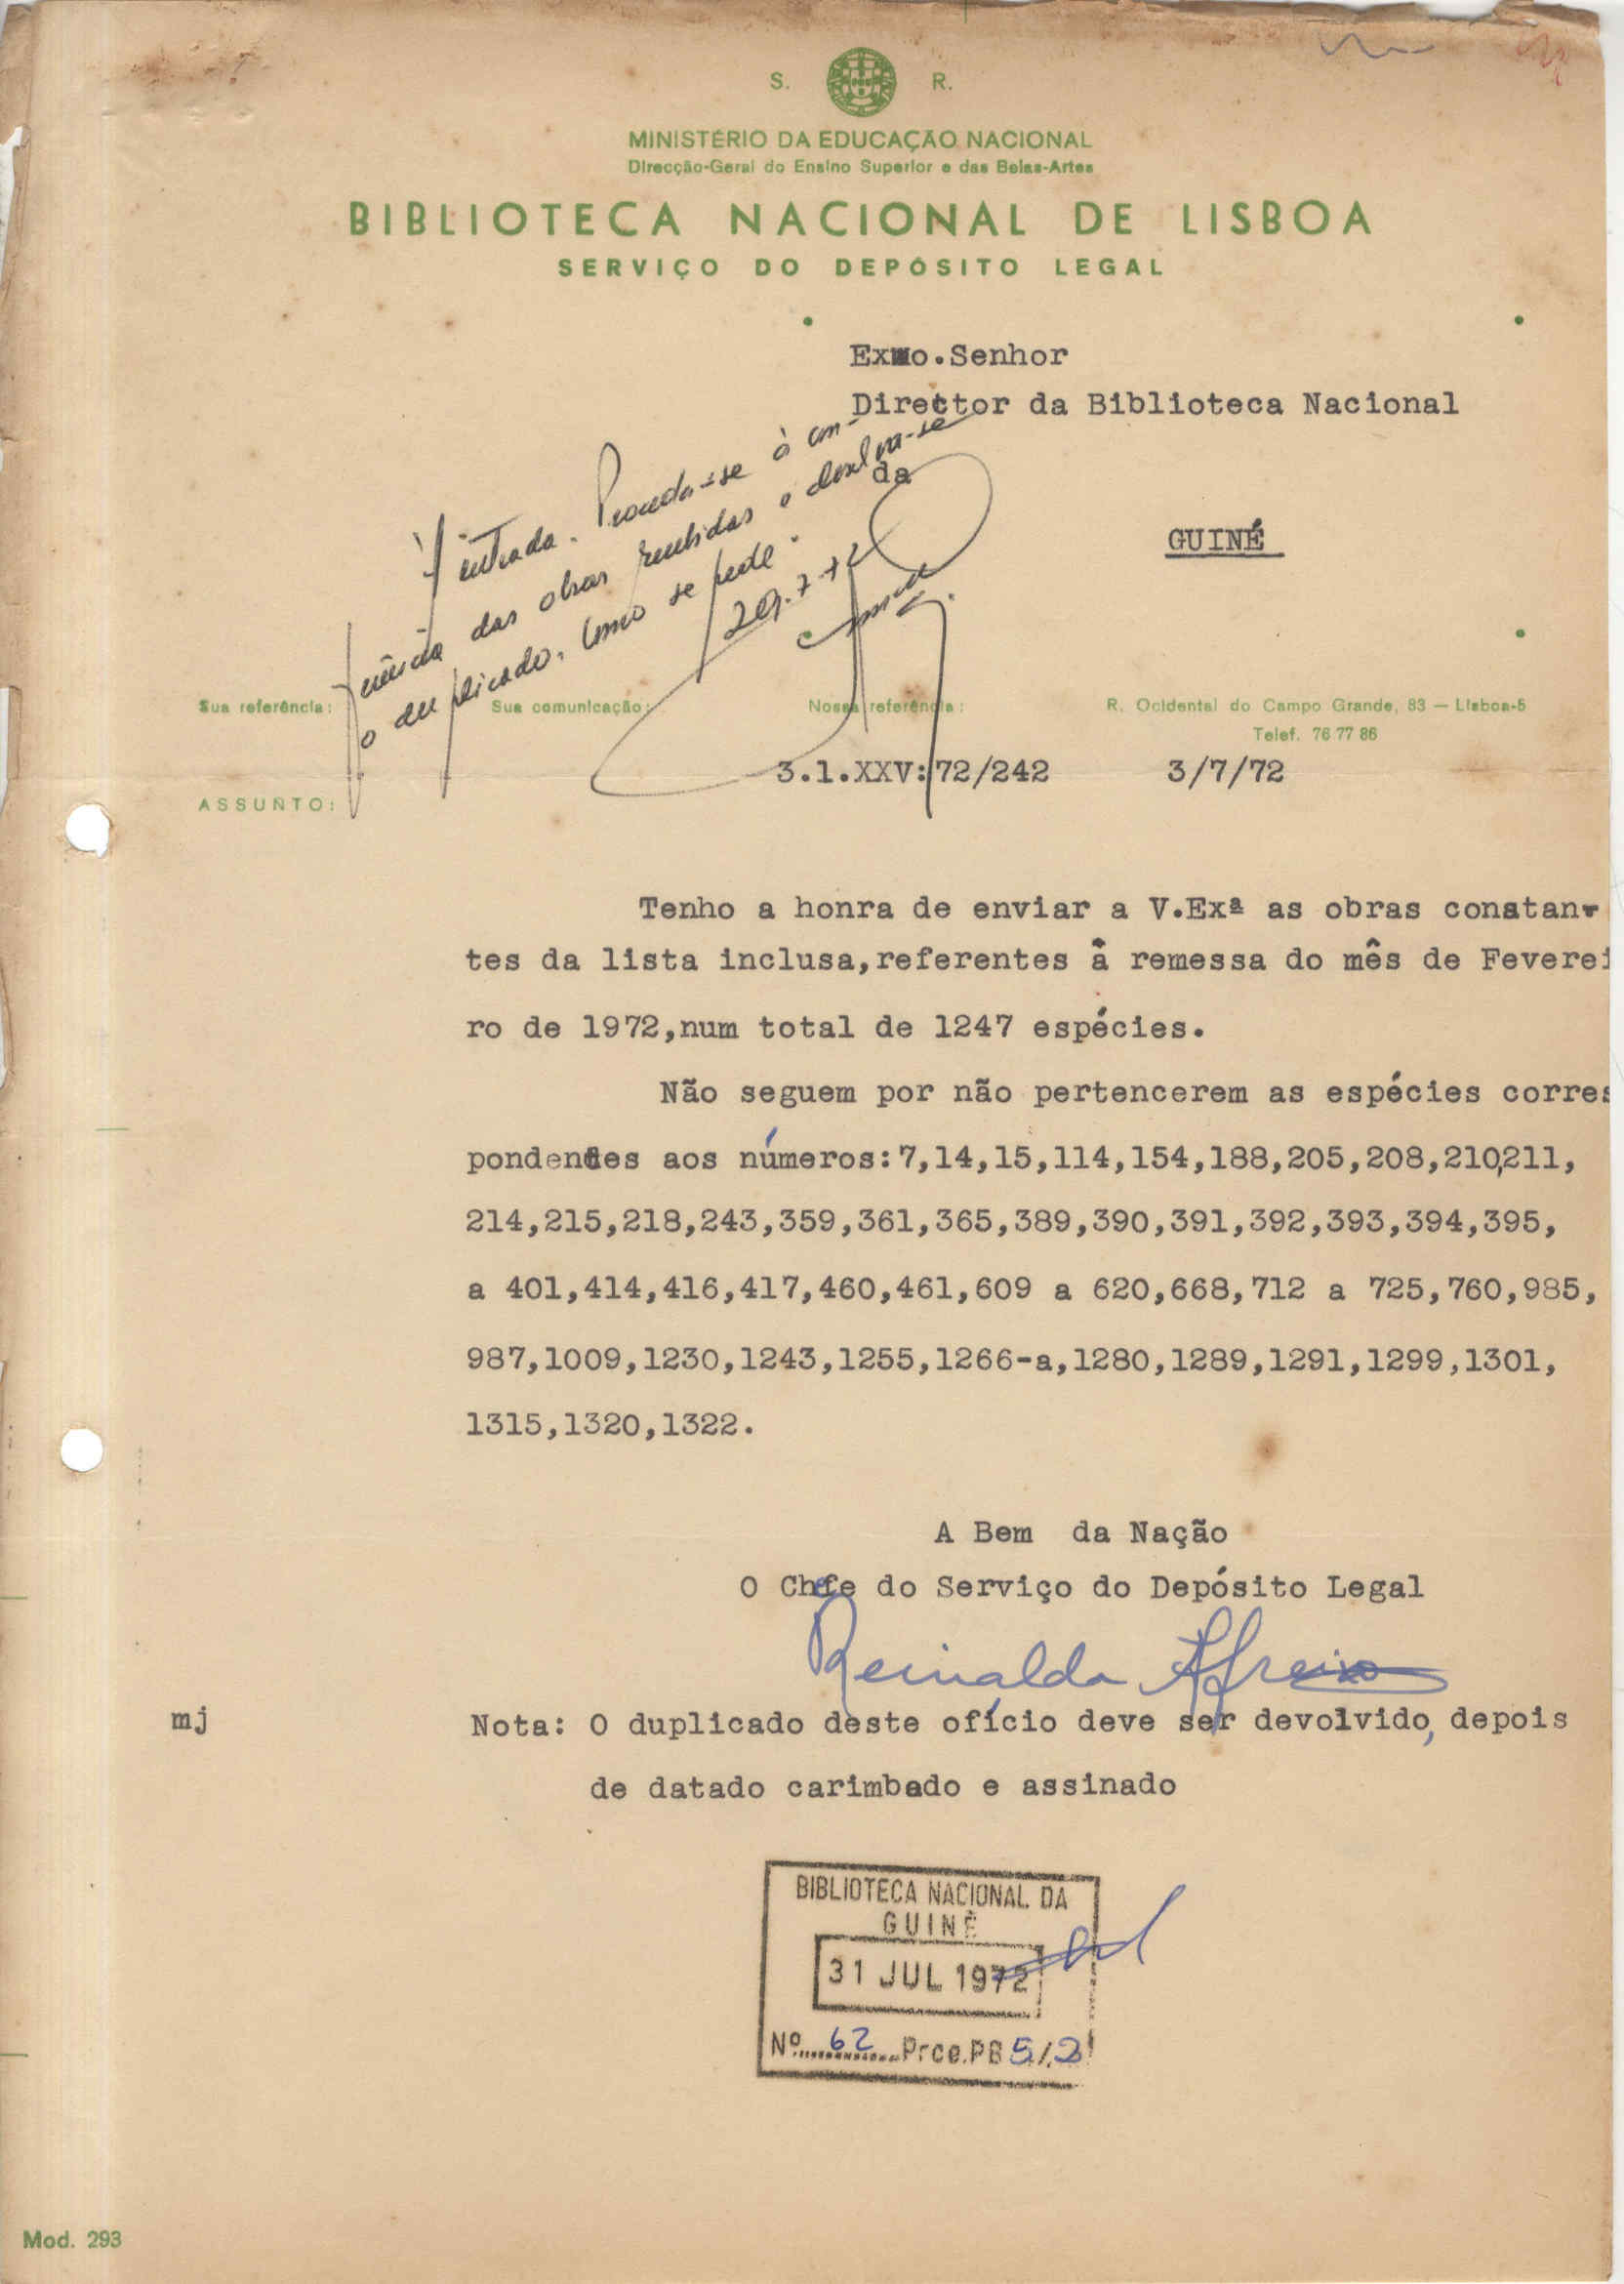 S. R.
MINISTÉRIO DA EDUCAÇÃO NACIONAL
Direcção-Geral do Ensino Superior e das Belas-Artes
BIBLIOTECA NACIONAL DE LISBOA
SERVIÇO DO DEPÓSITO LEGAL
Exmo.Senhor
Director da Biblioteca Nacional
da
GUINÉ
À entrada. Proceda-se à con-
ferência das obras recebidas e devolva-se
o duplicado, como se pede.
29.7.72
Sua referência: Sua comunicação: Nossa referência: R. Ocidental do Campo Grande, 83 — Lisboa-5
Telef. 76 77 86
3.1.XXV:72/242 3/7/72
ASSUNTO:
Tenho a honra de enviar a V.Exª as obras constan-
tes da lista inclusa,referentes â remessa do mês de Feverei
ro de 1972,num total de 1247 espécies.
Não seguem por não pertencerem as espécies corres
pondentes aos números:7,14,15,114,154,188,205,208,210,211,
214,215,218,243,359,361,365,389,390,391,392,393,394,395,
a 401,414,416,417,460,461,609 a 620,668,712 a 725,760,985,
987,1009,1230,1243,1255,1266-a,1280,1289,1291,1299,1301,
1315,1320,1322.
A Bem da Nação
O Chefe do Serviço do Depósito Legal
Reinalda Afreixo
mj
Nota: O duplicado deste ofício deve ser devolvido, depois
de datado carimbado e assinado
BIBLIOTECA NACIONAL DA
GUINÉ
31 JUL 1972
Nº 62 Prce.PB 5/2
Mod. 293